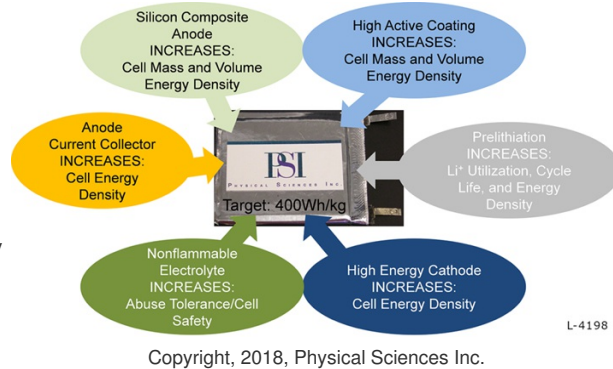 Silicon Composite
Anode
INCREASES:
Cell Mass and Volume
Energy Density
High Active Coating
INCREASES:
Cell Mass and Volume
Energy Density
Anode
Current Collector
INCREASES:
Cell Energy
Density
PSI
PHYSICAL SCIENCES INC.
Target: 400Wh/kg
Prelithiation
INCREASES:
Li⁺ Utilization, Cycle
Life, and Energy
Density
Nonflammable
Electrolyte
INCREASES:
Abuse Tolerance/Cell
Safety
High Energy Cathode
INCREASES:
Cell Energy Density
L-4198
Copyright, 2018, Physical Sciences Inc.